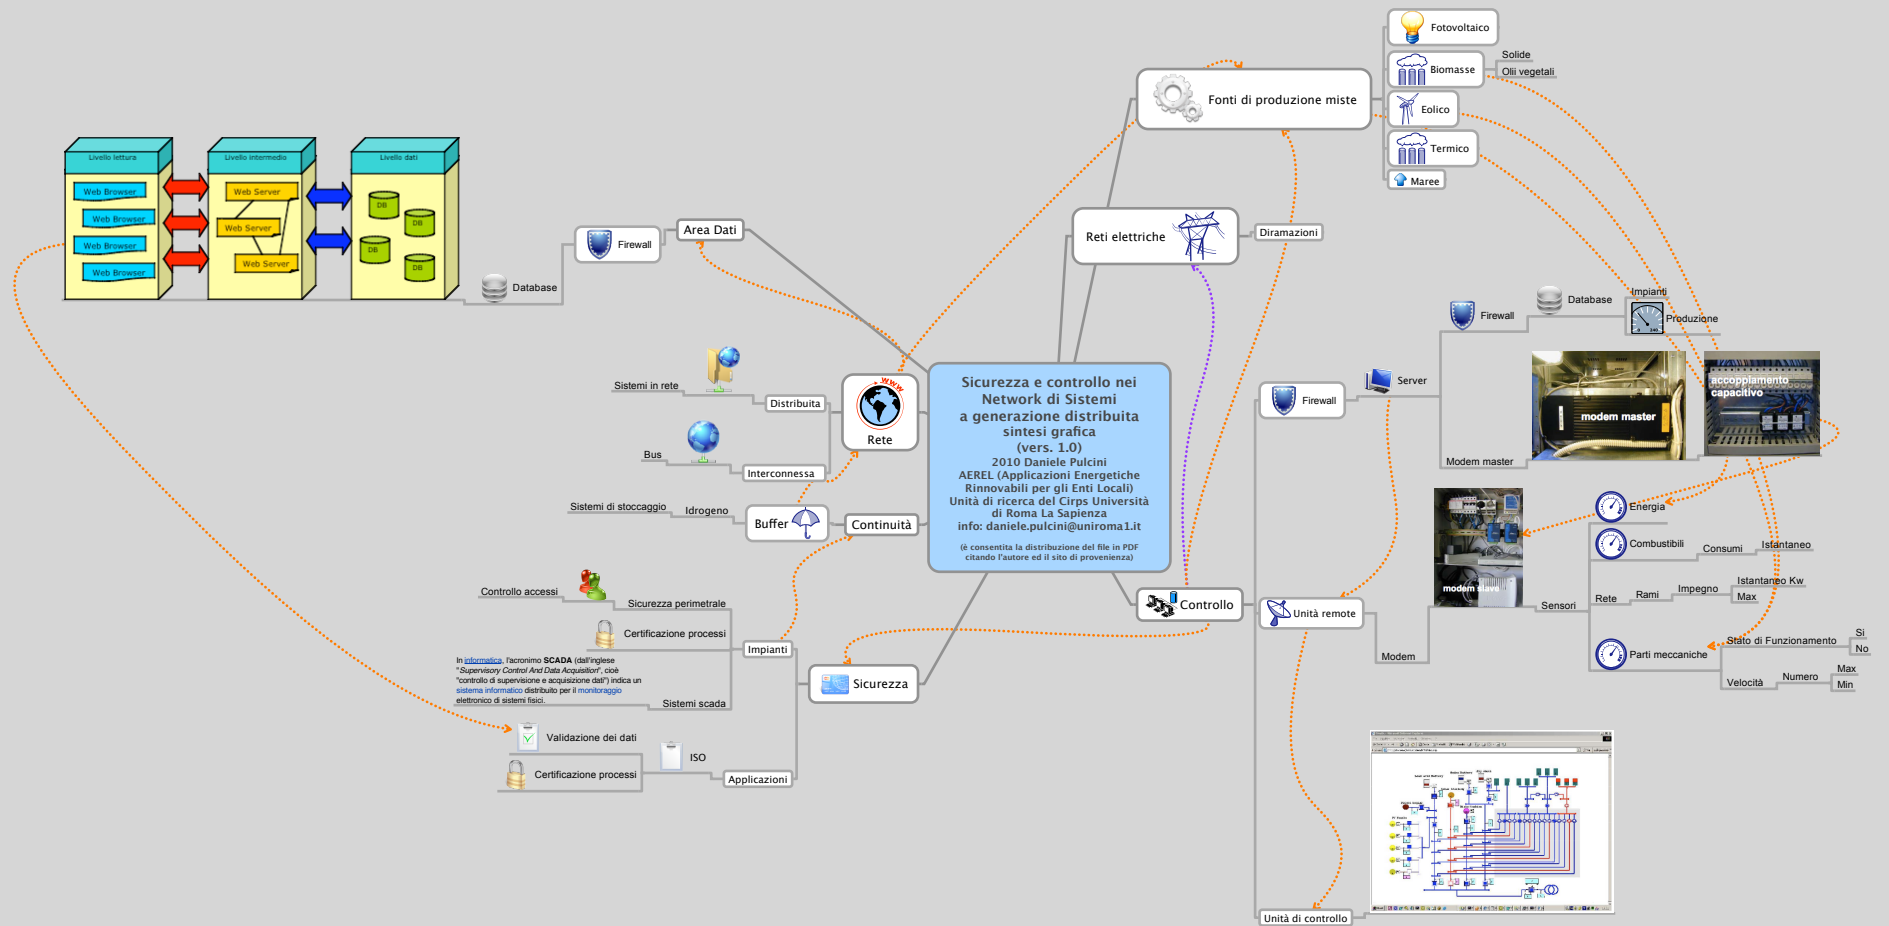 Sicurezza e controllo nei
Network di Sistemi
a generazione distribuita
sintesi grafica
(vers. 1.0)
2010 Daniele Pulcini
AEREL (Applicazioni Energetiche
Rinnovabili per gli Enti Locali)
Unità di ricerca del Cirps Università
di Roma La Sapienza
info: daniele.pulcini@uniroma1.it
(è consentita la distribuzione del file in PDF
citando l'autore ed il sito di provenienza)
Fonti di produzione miste
Fotovoltaico
Biomasse
Solide
Olii vegetali
Eolico
Termico
Maree
Reti elettriche
Diramazioni
Controllo
Firewall
Server
Firewall
Database
Impianti
Produzione
Modem master
modem master
accoppiamento
capacitivo
Unità remote
Modem
modem slave
Sensori
Energia
Combustibili
Consumi
Istantaneo
Rete
Rami
Impegno
Istantaneo Kw
Max
Parti meccaniche
Stato di Funzionamento
Si
No
Velocità
Numero
Max
Min
Unità di controllo
Area Dati
Firewall
Database
Livello lettura
Livello intermedio
Livello dati
Web Browser
Web Browser
Web Browser
Web Browser
Web Server
Web Server
Web Server
DB
DB
DB
DB
www
Rete
Distribuita
Sistemi in rete
Interconnessa
Bus
Continuità
Buffer
Idrogeno
Sistemi di stoccaggio
Sicurezza
Impianti
Sicurezza perimetrale
Controllo accessi
Certificazione processi
Sistemi scada
In informatica, l'acronimo SCADA (dall'inglese
"Supervisory Control And Data Acquisition", cioè
"controllo di supervisione e acquisizione dati") indica un
sistema informatico distribuito per il monitoraggio
elettronico di sistemi fisici.
Applicazioni
ISO
Validazione dei dati
Certificazione processi